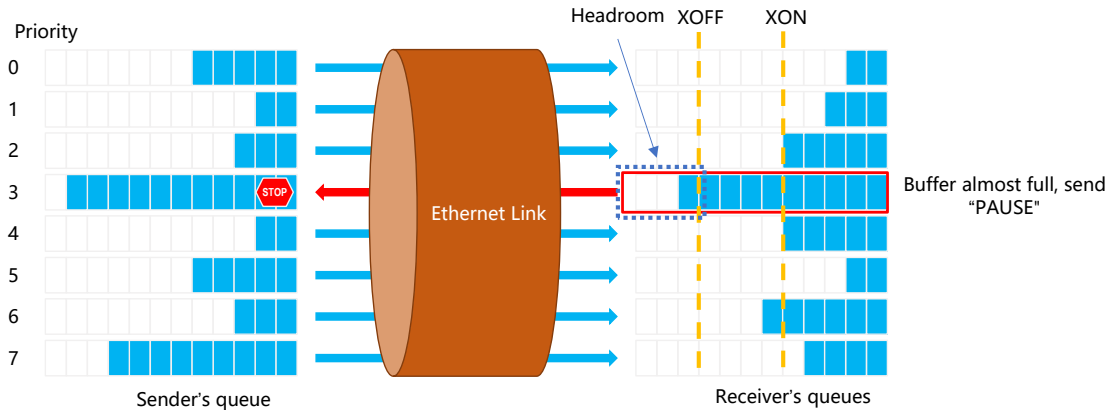 Headroom XOFF XON
Priority
0
1
2
3 STOP
Buffer almost full, send
“PAUSE"
Ethernet Link
4
5
6
7
Sender's queue
Receiver's queues